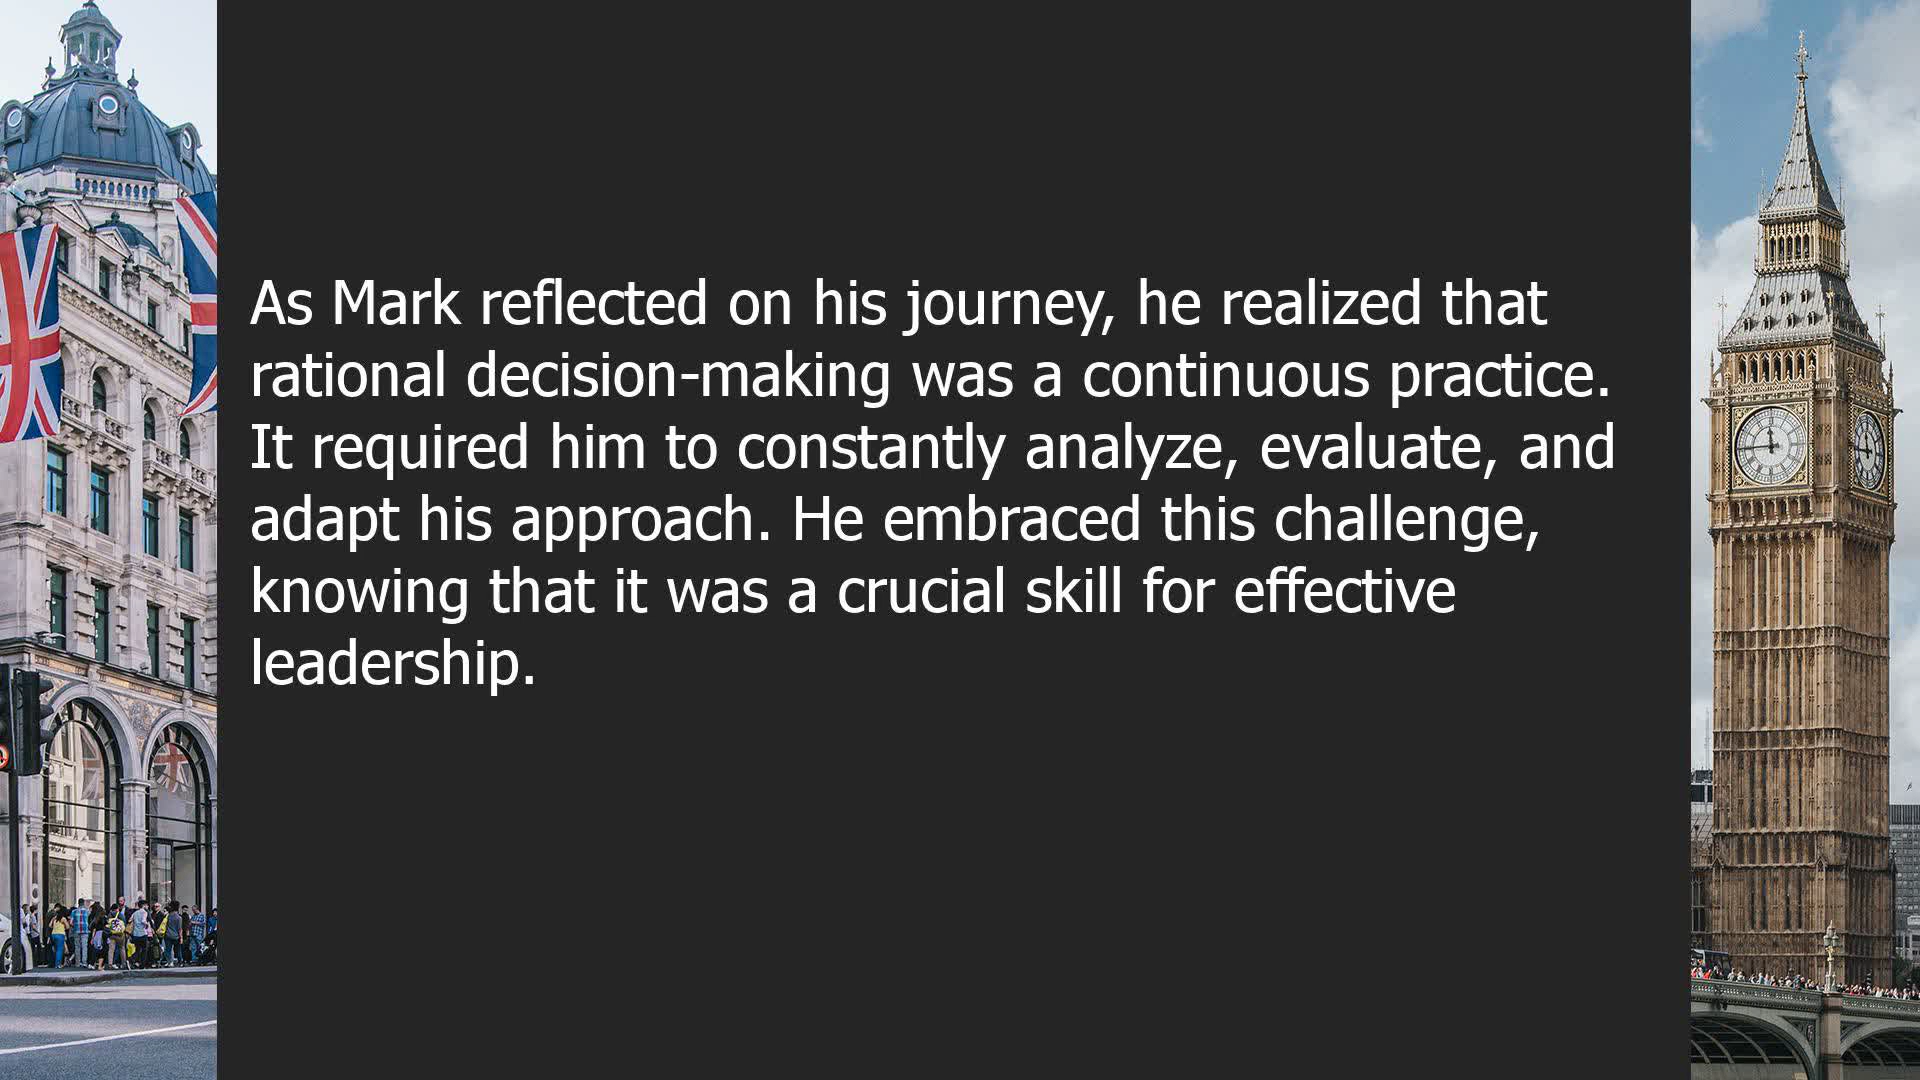 As Mark reflected on his journey, he realized that
rational decision-making was a continuous practice.
It required him to constantly analyze, evaluate, and
adapt his approach. He embraced this challenge,
knowing that it was a crucial skill for effective
leadership.